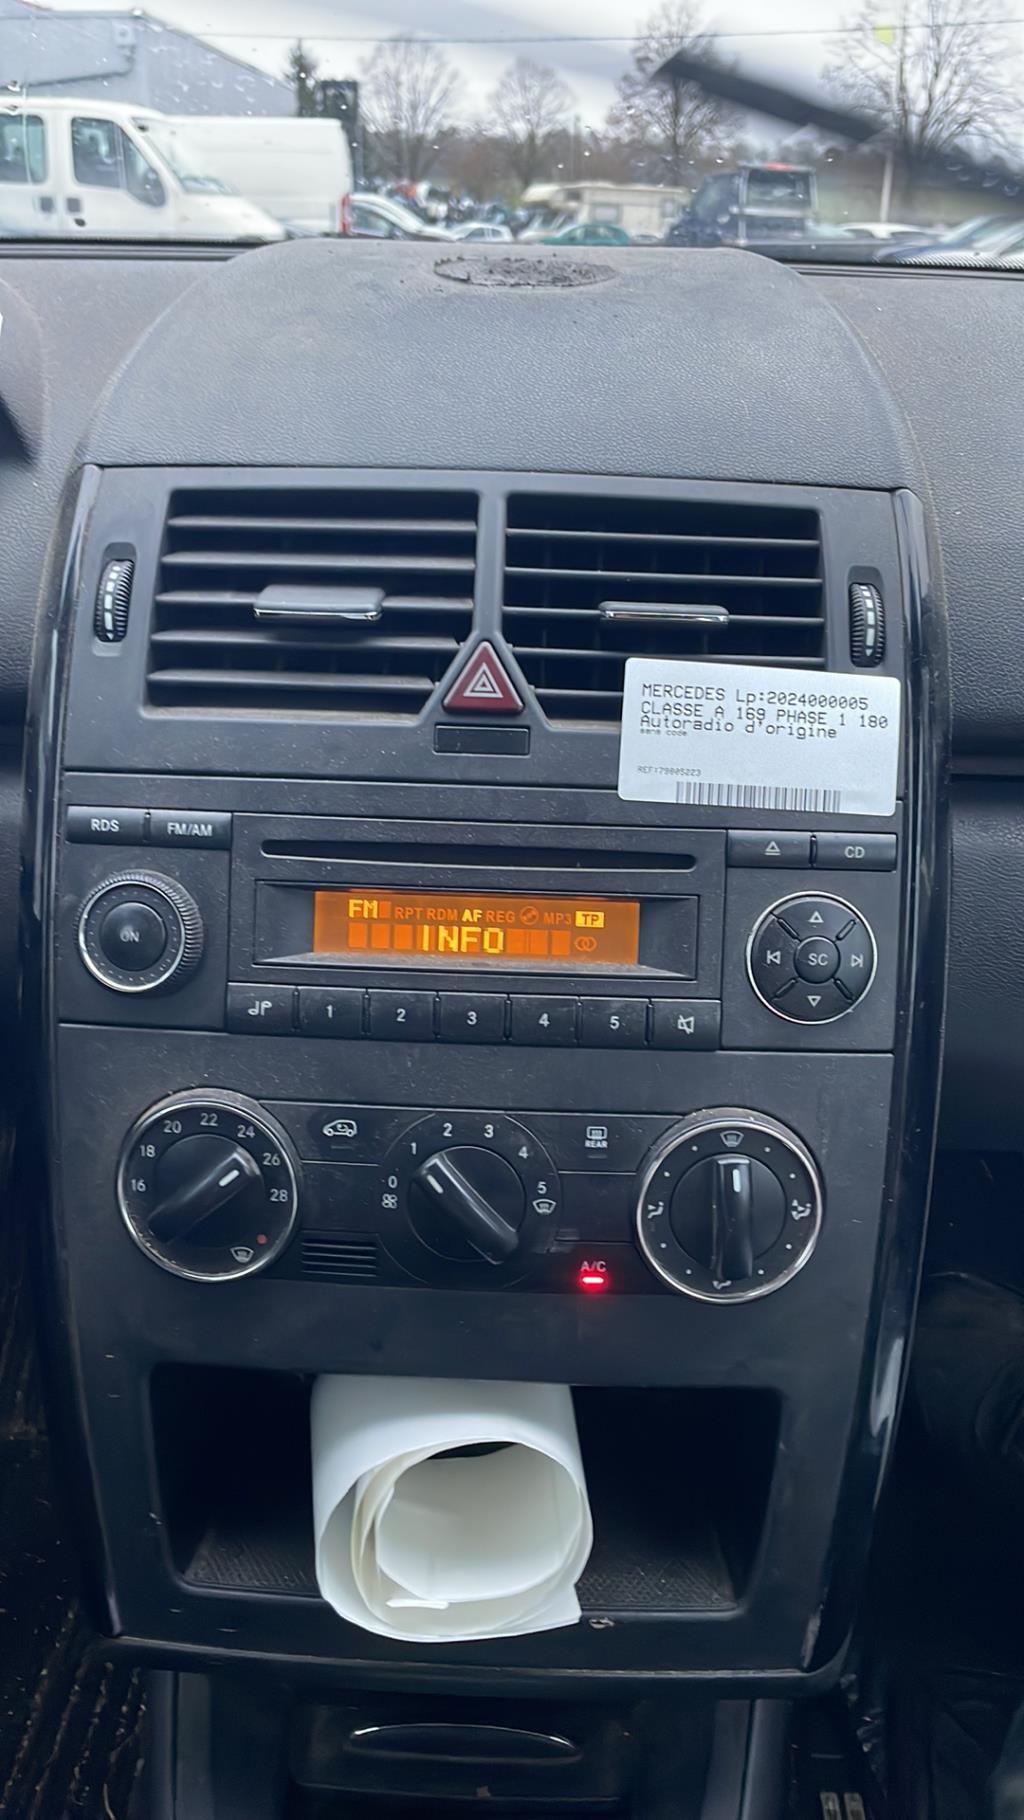 MERCEDES Lp:2024000005
CLASSE A 169 PHASE 1 180
Autoradio d'origine
sans code
REF:79805223
RDS
FM/AM
CD
FM RPT RDM AF REG MP3 TP
INFO
ON
SC
1 2 3 4 5
16 18 20 22 24 26 28
0 1 2 3 4 5
REAR
A/C